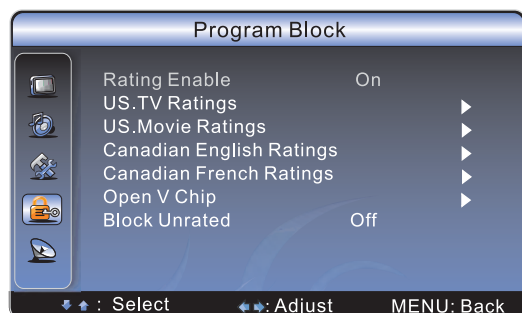 Program Block
Rating Enable On
US.TV Ratings
US.Movie Ratings
Canadian English Ratings
Canadian French Ratings
Open V Chip
Block Unrated Off
: Select : Adjust MENU: Back